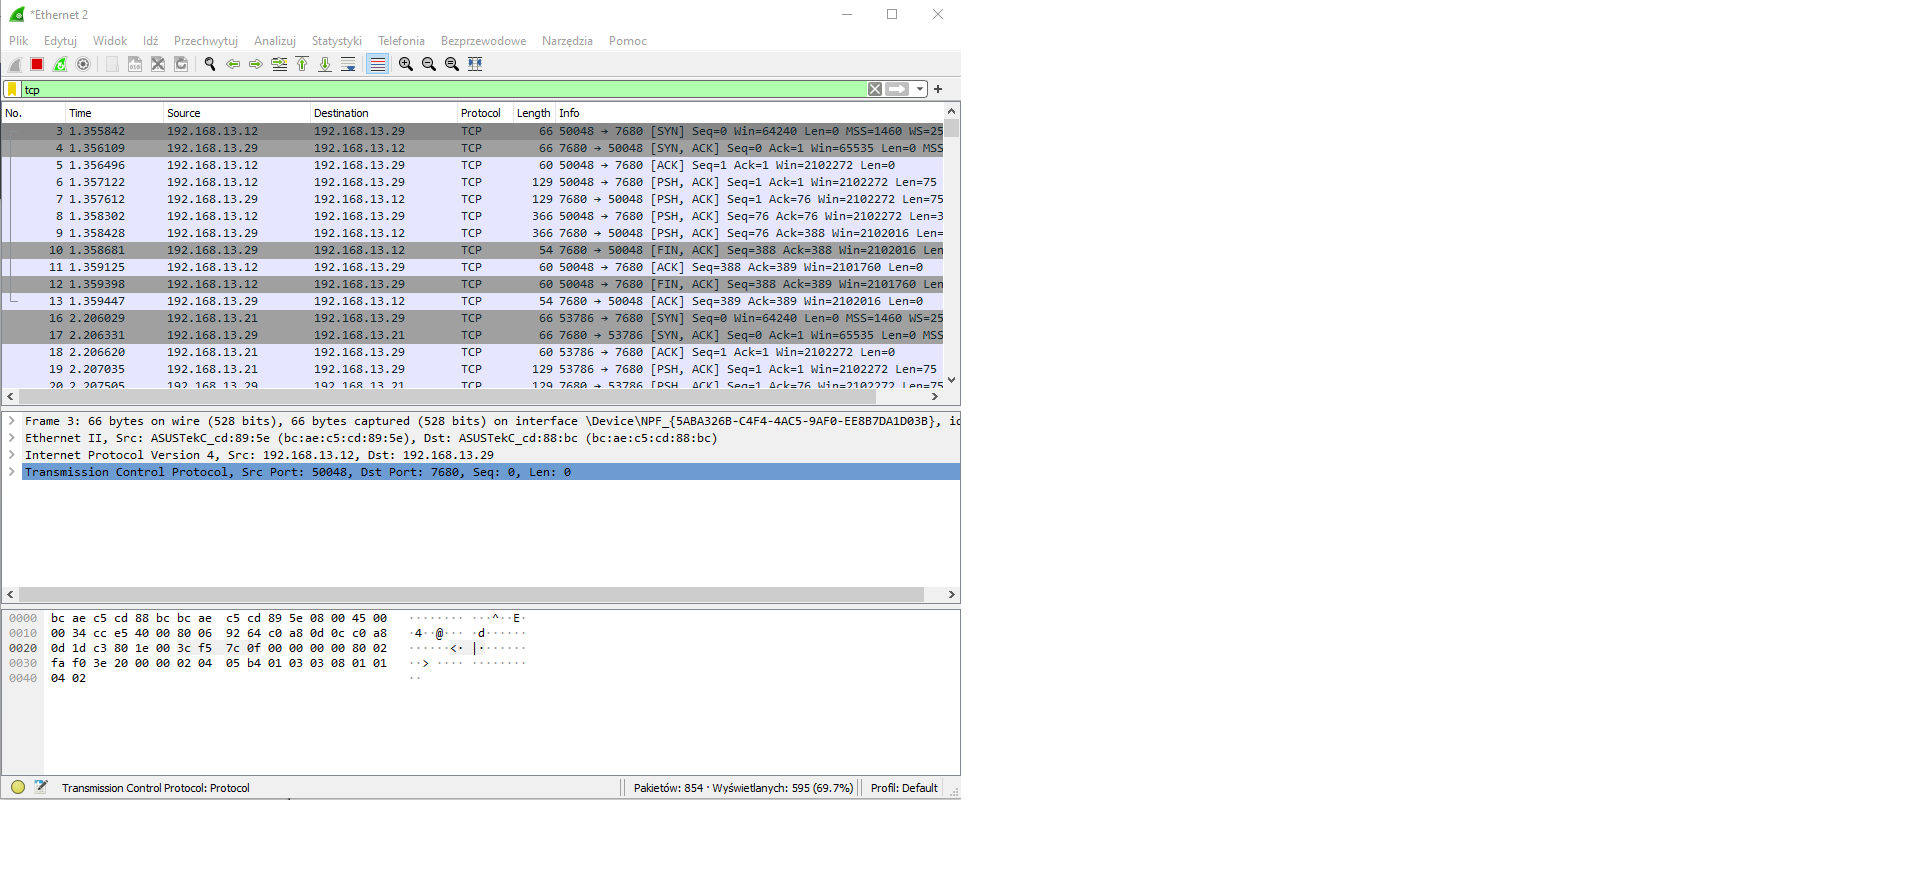 *Ethernet 2
Plik Edytuj Widok Idź Przechwytuj Analizuj Statystyki Telefonia Bezprzewodowe Narzędzia Pomoc
tcp
No. Time Source Destination Protocol Length Info
3 1.355842 192.168.13.12 192.168.13.29 TCP 66 50048 → 7680 [SYN] Seq=0 Win=64240 Len=0 MSS=1460 WS=25
4 1.356109 192.168.13.29 192.168.13.12 TCP 66 7680 → 50048 [SYN, ACK] Seq=0 Ack=1 Win=65535 Len=0 MSS
5 1.356496 192.168.13.12 192.168.13.29 TCP 60 50048 → 7680 [ACK] Seq=1 Ack=1 Win=2102272 Len=0
6 1.357122 192.168.13.12 192.168.13.29 TCP 129 50048 → 7680 [PSH, ACK] Seq=1 Ack=1 Win=2102272 Len=75
7 1.357612 192.168.13.29 192.168.13.12 TCP 129 7680 → 50048 [PSH, ACK] Seq=1 Ack=76 Win=2102272 Len=75
8 1.358302 192.168.13.12 192.168.13.29 TCP 366 50048 → 7680 [PSH, ACK] Seq=76 Ack=76 Win=2102272 Len=3
9 1.358428 192.168.13.29 192.168.13.12 TCP 366 7680 → 50048 [PSH, ACK] Seq=76 Ack=388 Win=2102016 Len=
10 1.358681 192.168.13.29 192.168.13.12 TCP 54 7680 → 50048 [FIN, ACK] Seq=388 Ack=388 Win=2102016 Len
11 1.359125 192.168.13.12 192.168.13.29 TCP 60 50048 → 7680 [ACK] Seq=388 Ack=389 Win=2101760 Len=0
12 1.359398 192.168.13.12 192.168.13.29 TCP 60 50048 → 7680 [FIN, ACK] Seq=388 Ack=389 Win=2101760 Len
13 1.359447 192.168.13.29 192.168.13.12 TCP 54 7680 → 50048 [ACK] Seq=389 Ack=389 Win=2102016 Len=0
16 2.206029 192.168.13.21 192.168.13.29 TCP 66 53786 → 7680 [SYN] Seq=0 Win=64240 Len=0 MSS=1460 WS=25
17 2.206331 192.168.13.29 192.168.13.21 TCP 66 7680 → 53786 [SYN, ACK] Seq=0 Ack=1 Win=65535 Len=0 MSS
18 2.206620 192.168.13.21 192.168.13.29 TCP 60 53786 → 7680 [ACK] Seq=1 Ack=1 Win=2102272 Len=0
19 2.207035 192.168.13.21 192.168.13.29 TCP 129 53786 → 7680 [PSH, ACK] Seq=1 Ack=1 Win=2102272 Len=75
20 2.207505 192.168.13.29 192.168.13.21 TCP 129 7680 → 53786 [PSH, ACK] Seq=1 Ack=76 Win=2102272 Len=75
Frame 3: 66 bytes on wire (528 bits), 66 bytes captured (528 bits) on interface \Device\NPF_{5ABA326B-C4F4-4AC5-9AF0-EE8B7DA1D03B}, id
Ethernet II, Src: ASUSTekC_cd:89:5e (bc:ae:c5:cd:89:5e), Dst: ASUSTekC_cd:88:bc (bc:ae:c5:cd:88:bc)
Internet Protocol Version 4, Src: 192.168.13.12, Dst: 192.168.13.29
Transmission Control Protocol, Src Port: 50048, Dst Port: 7680, Seq: 0, Len: 0
0000 bc ae c5 cd 88 bc bc ae c5 cd 89 5e 08 00 45 00 ········ ···^··E·
0010 00 34 cc e5 40 00 80 06 92 64 c0 a8 0d 0c c0 a8 ·4··@··· ·d······
0020 0d 1d c3 80 1e 00 3c f5 7c 0f 00 00 00 00 80 02 ······<· |·······
0030 fa f0 3e 20 00 00 02 04 05 b4 01 03 03 08 01 01 ··> ···· ········
0040 04 02 ··
Transmission Control Protocol: Protocol Pakietów: 854 · Wyświetlanych: 595 (69.7%) Profil: Default